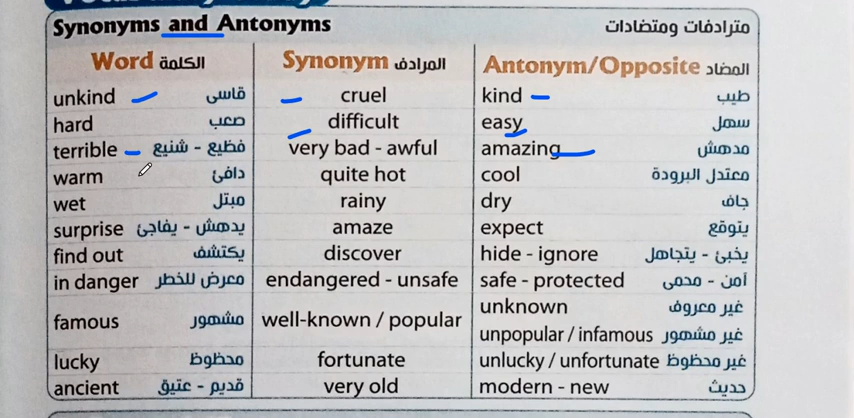 Synonyms and Antonyms مترادفات ومتضادات
Word الكلمة Synonym المرادف Antonym/Opposite المضاد
unkind قاسى cruel kind طيب
hard صعب difficult easy سهل
terrible فظيع - شنيع very bad - awful amazing مدهش
warm دافئ quite hot cool معتدل البرودة
wet مبتل rainy dry جاف
surprise يدهش - يفاجئ amaze expect يتوقع
find out يكتشف discover hide - ignore يخبئ - يتجاهل
in danger معرض للخطر endangered - unsafe safe - protected آمن - محمى
famous مشهور well-known / popular unknown غير معروف
unpopular / infamous غير مشهور
lucky محظوظ fortunate unlucky / unfortunate غير محظوظ
ancient قديم - عتيق very old modern - new حديث